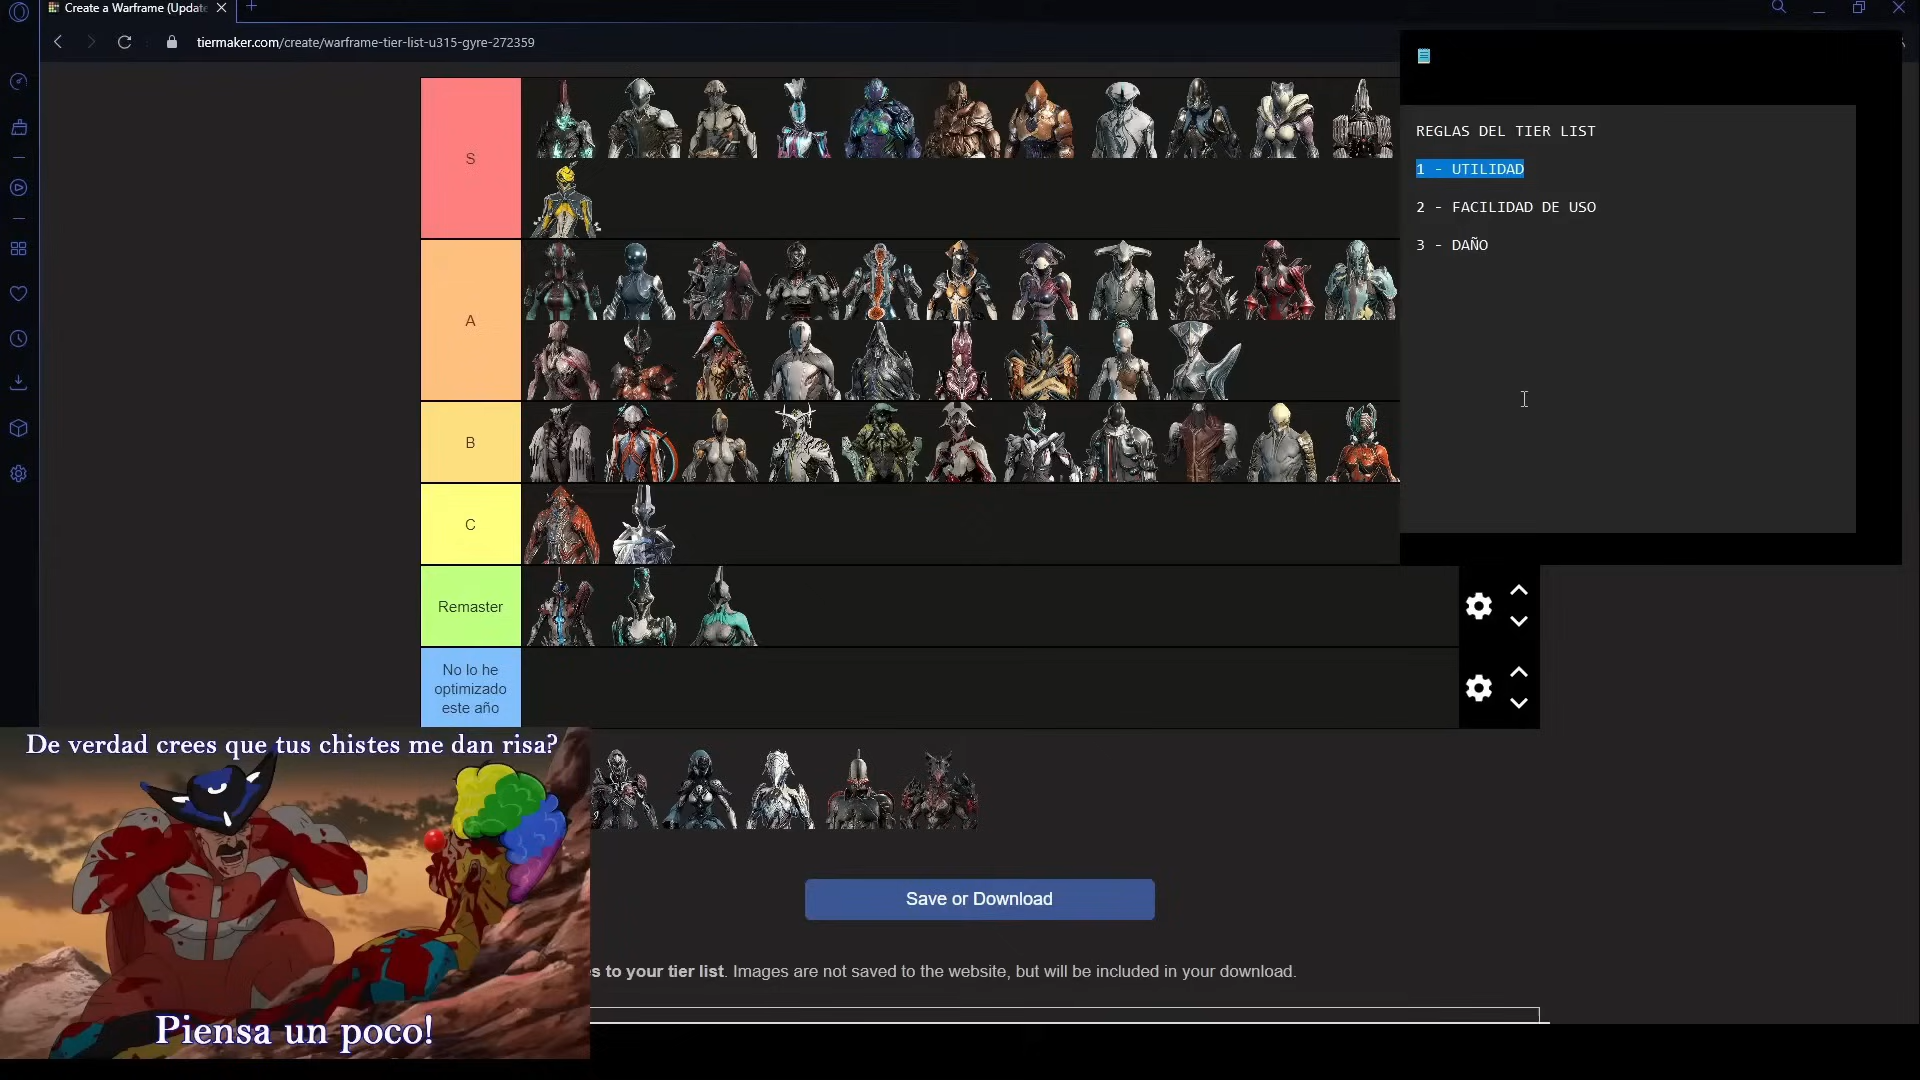 Create a Warframe (Update
tiermaker.com/create/warframe-tier-list-u315-gyre-272359
S
A
B
C
Remaster
No lo he
optimizado
este año
REGLAS DEL TIER LIST
1 - UTILIDAD
2 - FACILIDAD DE USO
3 - DAÑO
De verdad crees que tus chistes me dan risa?
Piensa un poco!
Save or Download
s to your tier list. Images are not saved to the website, but will be included in your download.